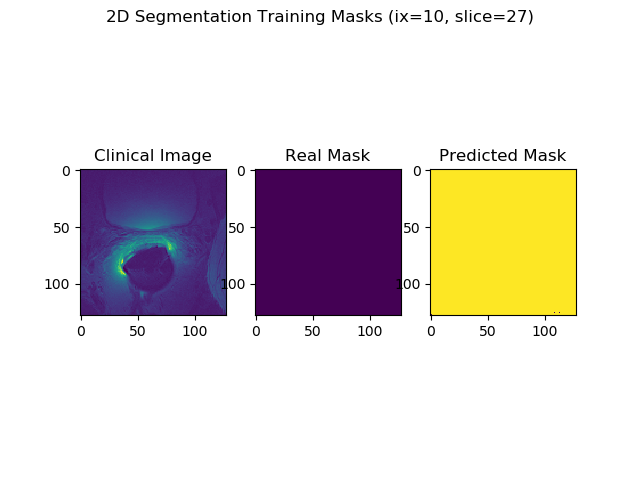 2D Segmentation Training Masks (ix=10, slice=27)
Clinical Image Real Mask Predicted Mask
0 0 0
50 50 50
100 100 100
0 50 100 0 50 100 0 50 100